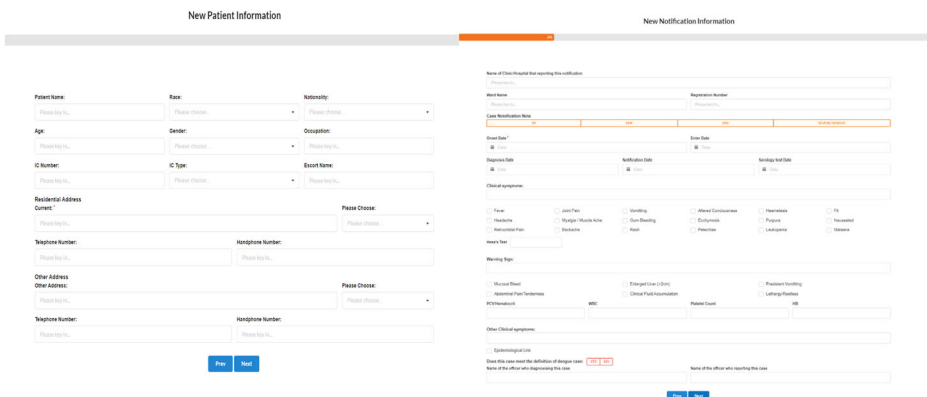 New Patient Information
Patient Name: Race: Nationality:
Please key in... Please choose... Please choose...
Age: Gender: Occupation:
Please key in... Please choose... Please key in...
IC Number: IC Type: Escort Name:
Please key in... Please choose... Please key in...
Residential Address
Current: * Please Choose:
Please key in... Please choose...
Telephone Number: Handphone Number:
Please key in... Please key in...
Other Address
Other Address: Please Choose:
Please key in... Please choose...
Telephone Number: Handphone Number:
Please key in... Please key in...
Prev Next
New Notification Information
Name of Clinic/Hospital that reporting this notification
Ward Name Registration Number
Case Notification Note
Onset Date * Enter Date
Date Date
Diagnosis Date Notification Date Serology test Date
Date Date Date
Clinical symptoms:
Fever Joint Pain Vomiting Altered Conciousness Fit
Headache Myalgia / Muscle Ache Gum Bleeding Purpura
Retroorbital Pain Backache Rash Petechiae Leukopenia
Hess's Test
Warning Sign:
Mucosal Bleed Enlarged Liver (>2cm) Persistent Vomiting
Abdominal Pain/Tenderness Clinical Fluid Accumulation Lethargy/Restless
PCV/Hematocrit WBC Platelet Count HB
Other Clinical symptoms:
Epidemiological Link
Does this case meet the definition of dengue case: YES NO
Name of the officer who diagnosising this case Name of the officer who reporting this case
Prev Next